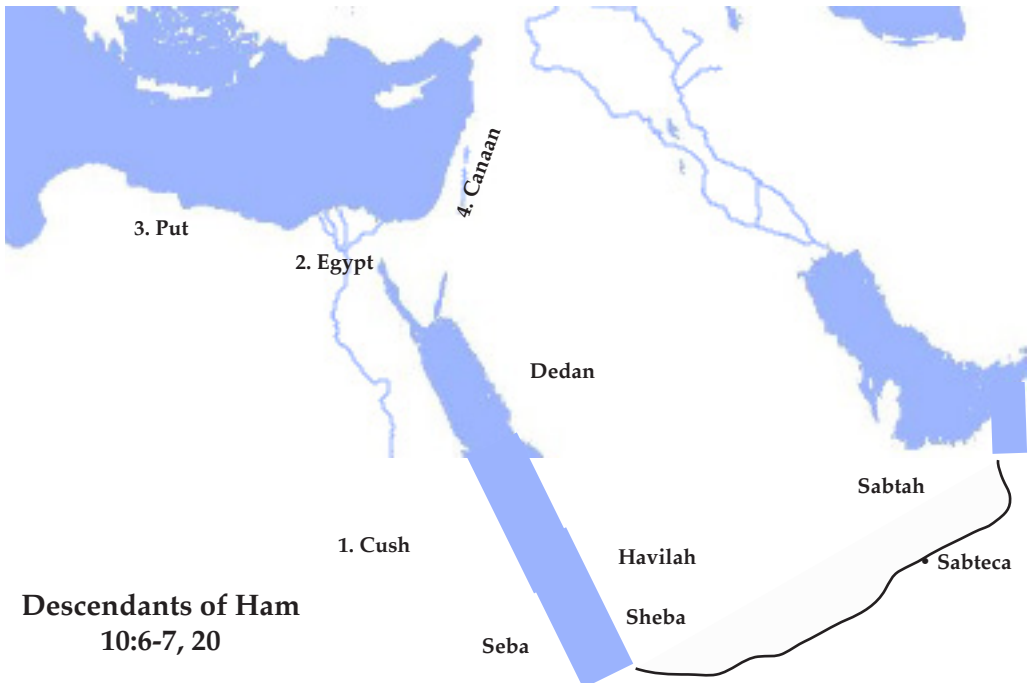 4. Canaan
3. Put
2. Egypt
Dedan
Sabtah
1. Cush
Havilah
Sabteca
Descendants of Ham
10:6-7, 20
Sheba
Seba